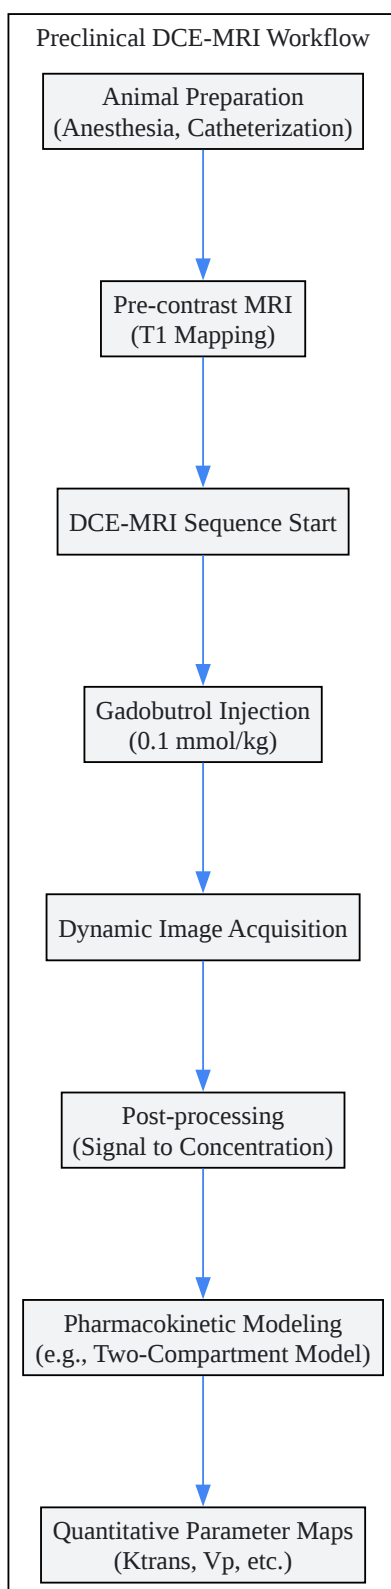 Preclinical DCE-MRI Workflow
Animal Preparation
(Anesthesia, Catheterization)
Pre-contrast MRI
(T1 Mapping)
DCE-MRI Sequence Start
Gadobutrol Injection
(0.1 mmol/kg)
Dynamic Image Acquisition
Post-processing
(Signal to Concentration)
Pharmacokinetic Modeling
(e.g., Two-Compartment Model)
Quantitative Parameter Maps
(Ktrans, Vp, etc.)